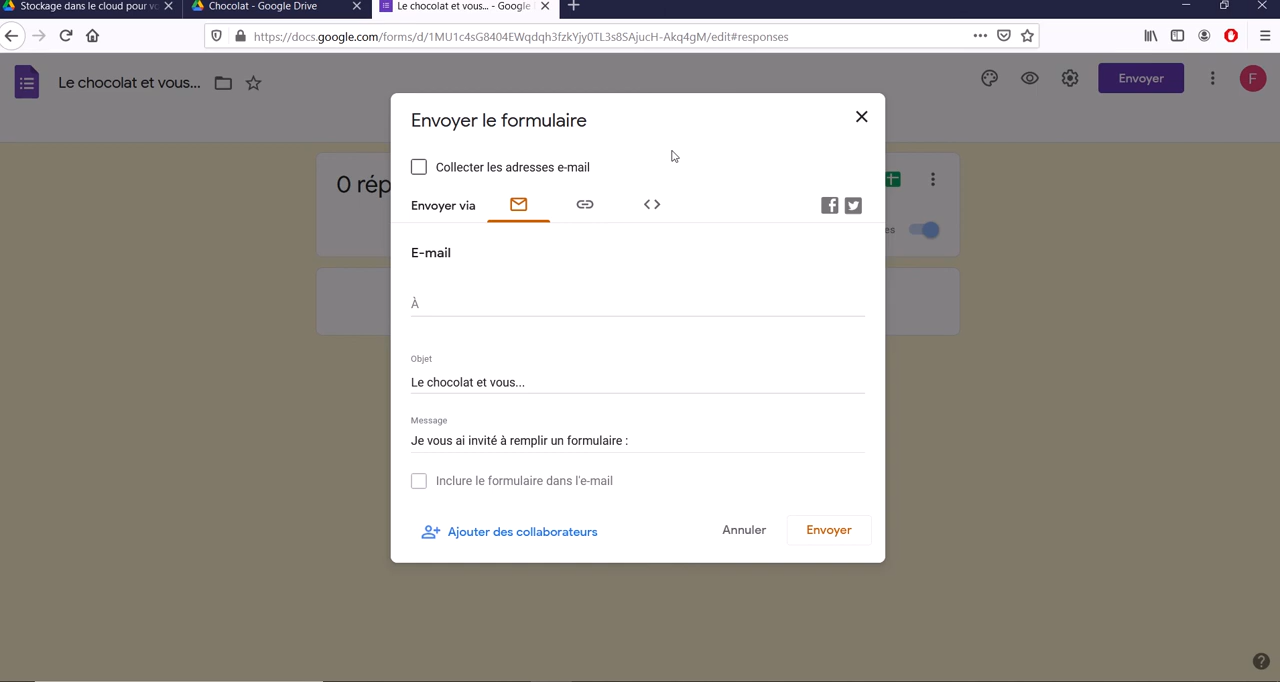 Stockage dans le cloud pour v
Chocolat - Google Drive
Le chocolat et vous... - Google
https://docs.google.com/forms/d/1MU1c4sG8404EWqdqh3fzkYjy0TL3s8SAjucH-Akq4gM/edit#responses
Le chocolat et vous...
Envoyer
F
Envoyer le formulaire
Collecter les adresses e-mail
0 rép
Envoyer via
es
E-mail
À
Objet
Le chocolat et vous...
Message
Je vous ai invité à remplir un formulaire :
Inclure le formulaire dans l'e-mail
Ajouter des collaborateurs
Annuler
Envoyer